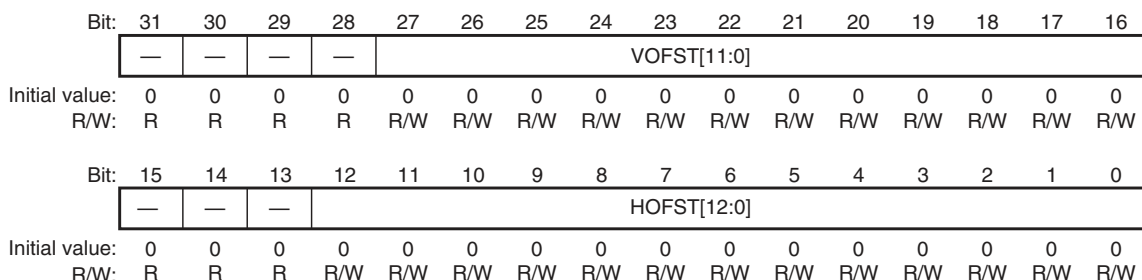 Bit: 31 30 29 28 27 26 25 24 23 22 21 20 19 18 17 16
— — — — VOFST[11:0]
Initial value: 0 0 0 0 0 0 0 0 0 0 0 0 0 0 0 0
R/W: R R R R R/W R/W R/W R/W R/W R/W R/W R/W R/W R/W R/W R/W
Bit: 15 14 13 12 11 10 9 8 7 6 5 4 3 2 1 0
— — — HOFST[12:0]
Initial value: 0 0 0 0 0 0 0 0 0 0 0 0 0 0 0 0
R/W: R R R R/W R/W R/W R/W R/W R/W R/W R/W R/W R/W R/W R/W R/W